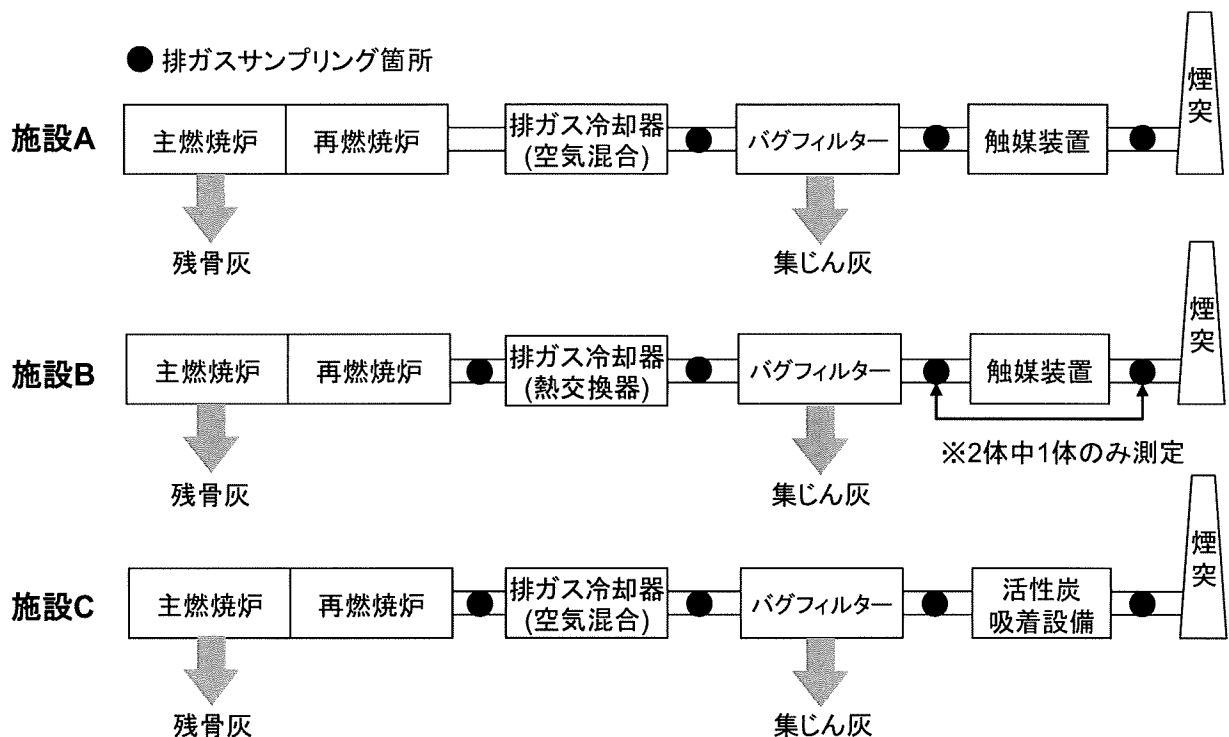 ● 排ガスサンプリング箇所
施設A
主燃焼炉
再燃焼炉
排ガス冷却器
(空気混合)
バグフィルター
触媒装置
煙
突
残骨灰
集じん灰
施設B
主燃焼炉
再燃焼炉
排ガス冷却器
(熱交換器)
バグフィルター
触媒装置
煙
突
※2体中1体のみ測定
残骨灰
集じん灰
施設C
主燃焼炉
再燃焼炉
排ガス冷却器
(空気混合)
バグフィルター
活性炭
吸着設備
煙
突
残骨灰
集じん灰